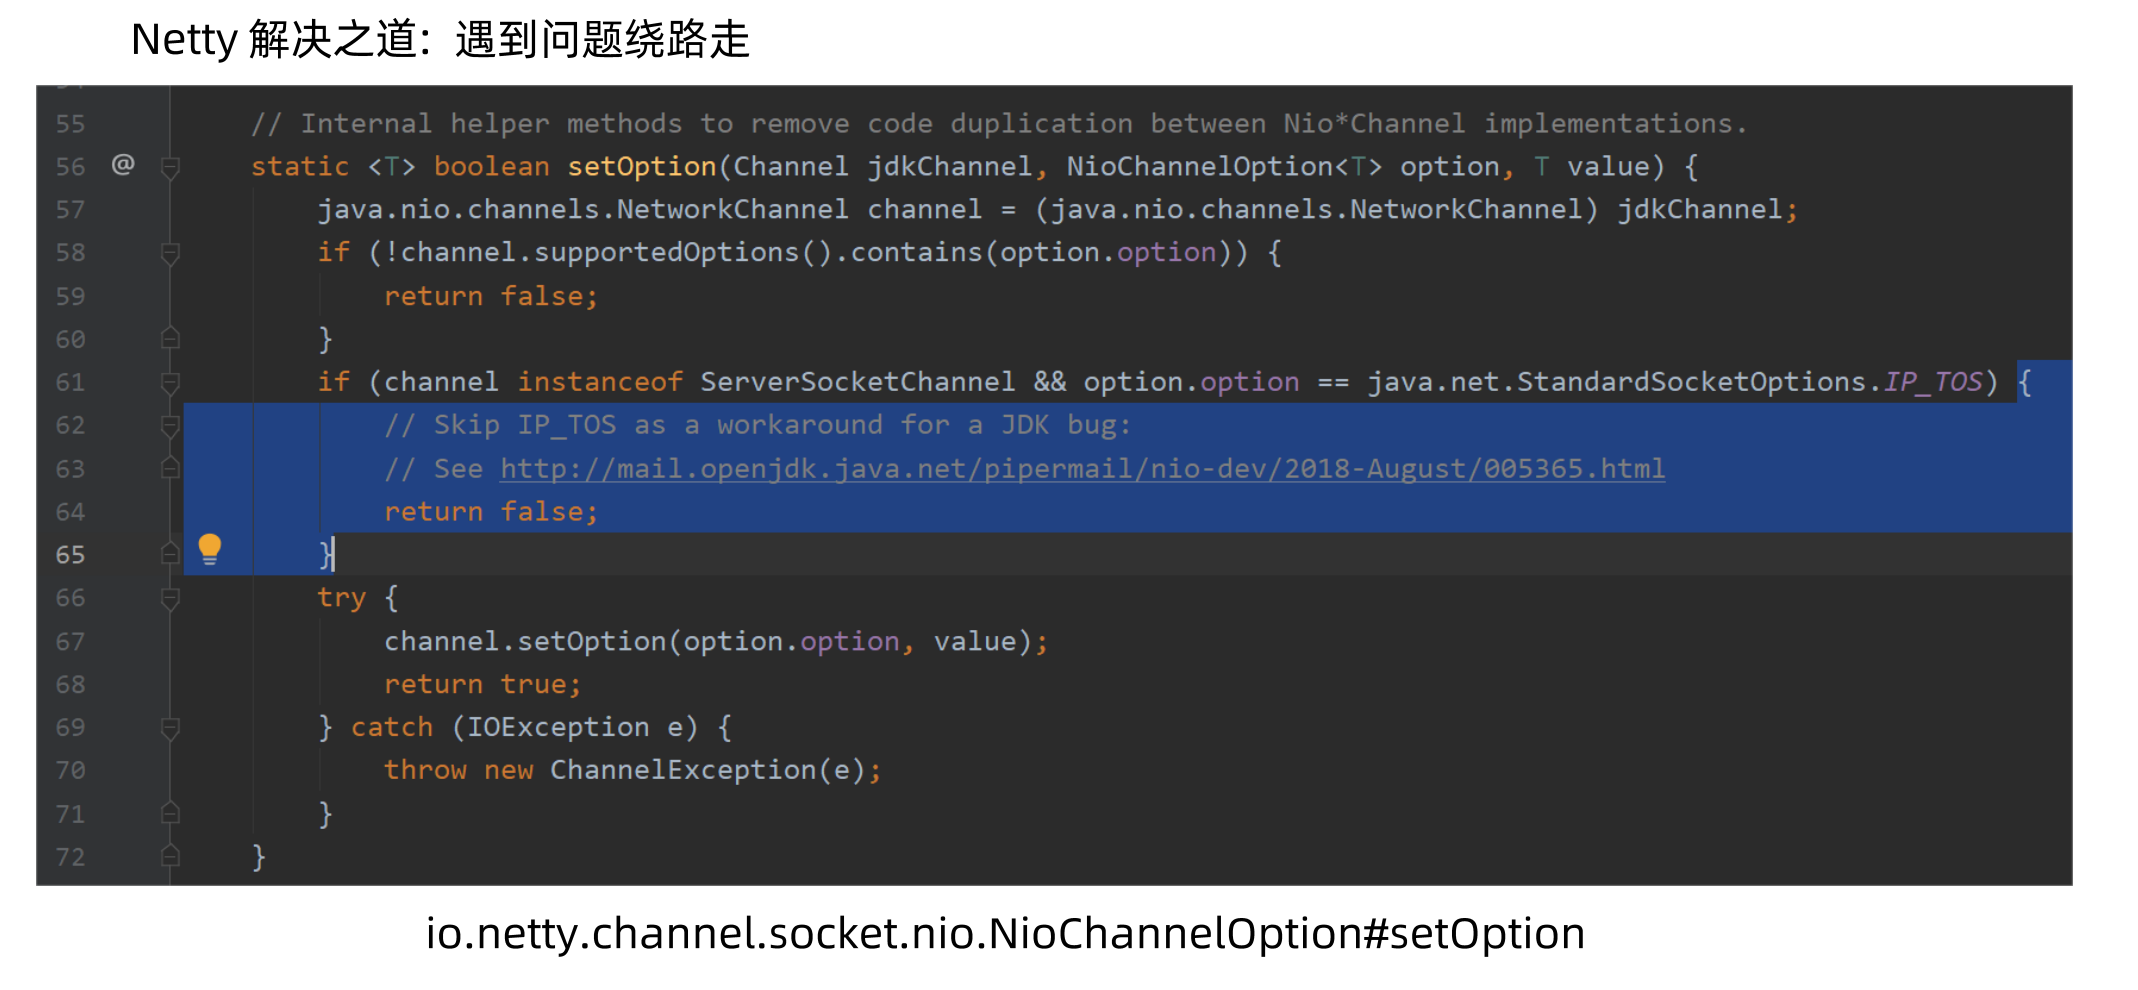 Netty 解决之道：遇到问题绕路走
55 // Internal helper methods to remove code duplication between Nio*Channel implementations.
56 @ static <T> boolean setOption(Channel jdkChannel, NioChannelOption<T> option, T value) {
57 java.nio.channels.NetworkChannel channel = (java.nio.channels.NetworkChannel) jdkChannel;
58 if (!channel.supportedOptions().contains(option.option)) {
59 return false;
60 }
61 if (channel instanceof ServerSocketChannel && option.option == java.net.StandardSocketOptions.IP_TOS) {
62 // Skip IP_TOS as a workaround for a JDK bug:
63 // See http://mail.openjdk.java.net/pipermail/nio-dev/2018-August/005365.html
64 return false;
65 }
66 try {
67 channel.setOption(option.option, value);
68 return true;
69 } catch (IOException e) {
70 throw new ChannelException(e);
71 }
72 }
io.netty.channel.socket.nio.NioChannelOption#setOption